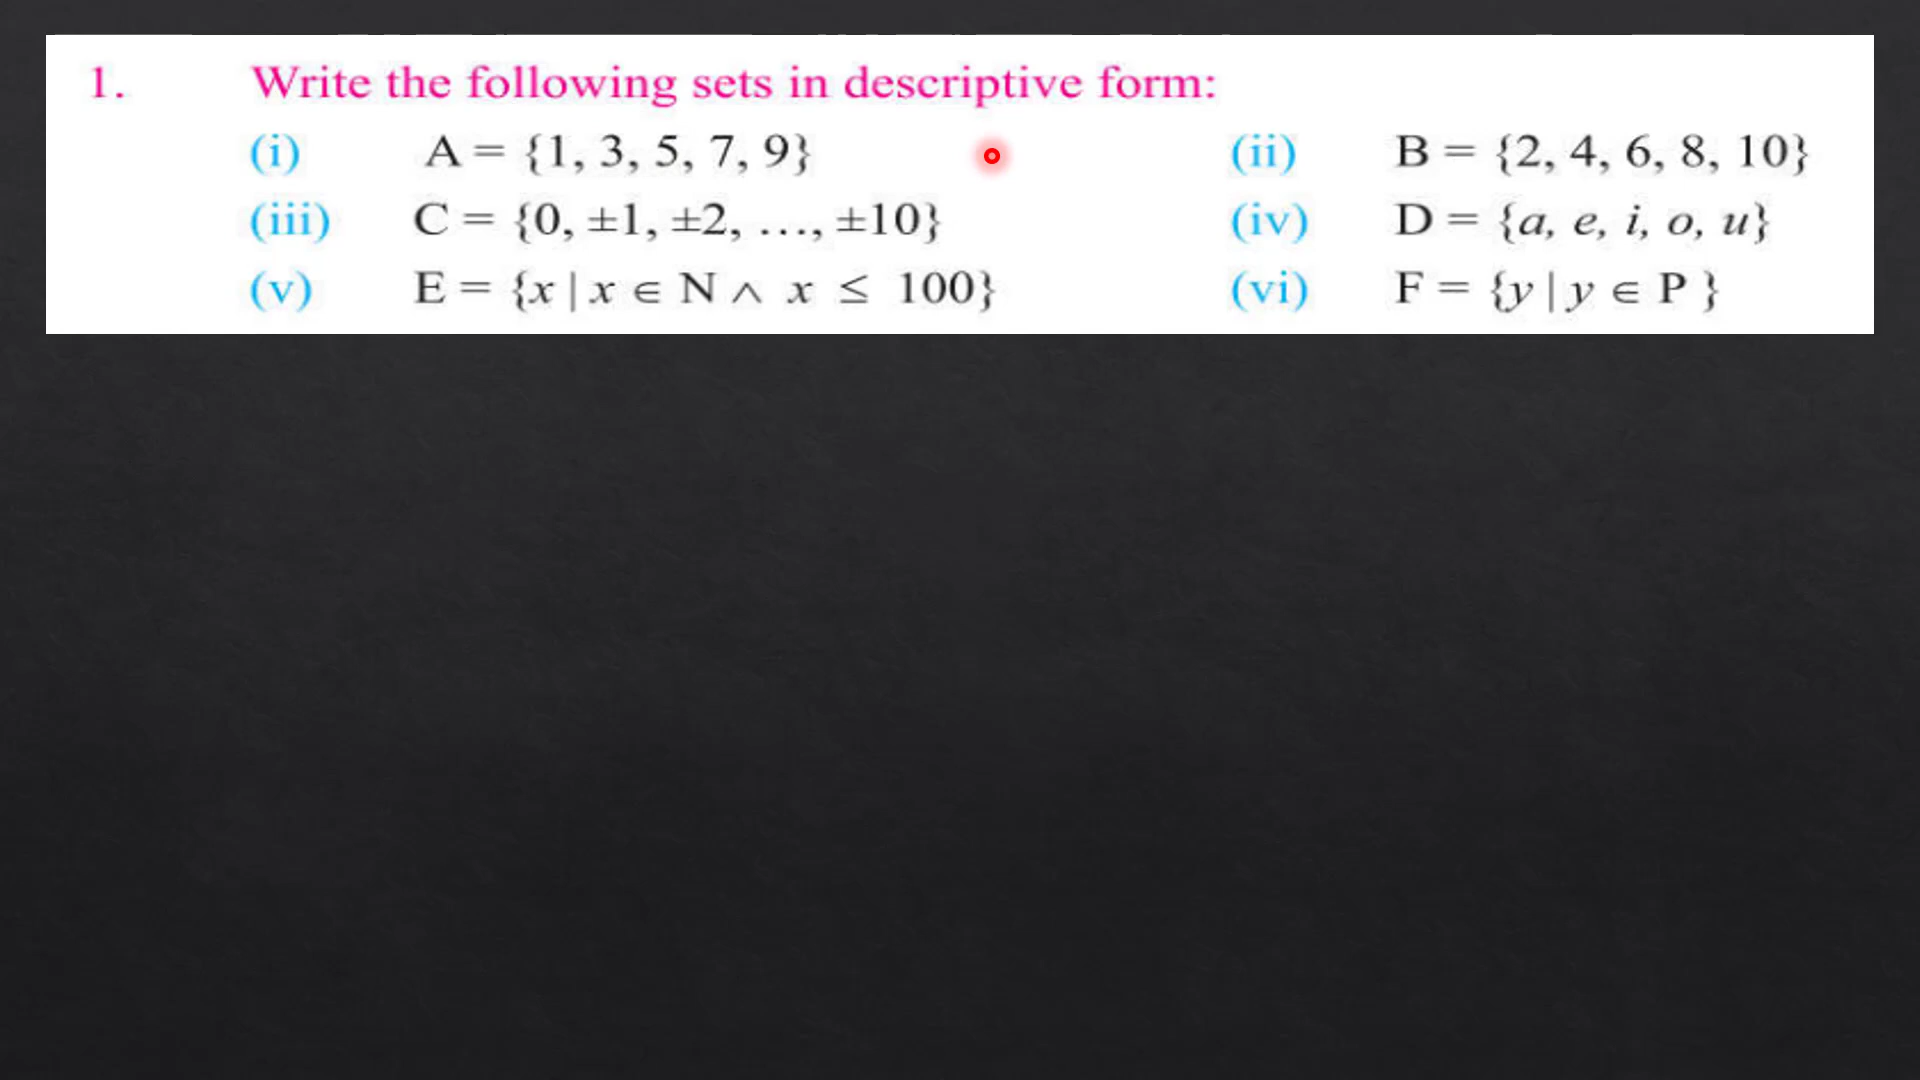 1. Write the following sets in descriptive form:
(i) A = {1, 3, 5, 7, 9} (ii) B = {2, 4, 6, 8, 10}
(iii) C = {0, ±1, ±2, …, ±10} (iv) D = {a, e, i, o, u}
(v) E = {x | x ∈ N ∧ x ≤ 100} (vi) F = {y | y ∈ P }